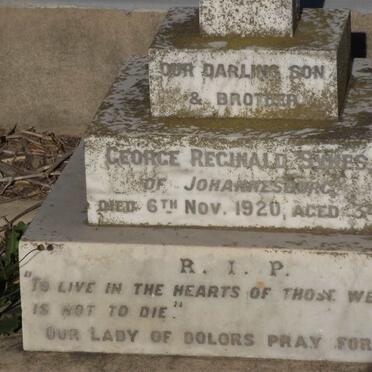 OUR DARLING SON
& BROTHER
GEORGE REGINALD
OF JOHANNESBURG
DIED 6TH NOV. 1920, AGED
R. I. P.
"TO LIVE IN THE HEARTS OF THOSE WE
IS NOT TO DIE."
OUR LADY OF DOLORS PRAY FOR